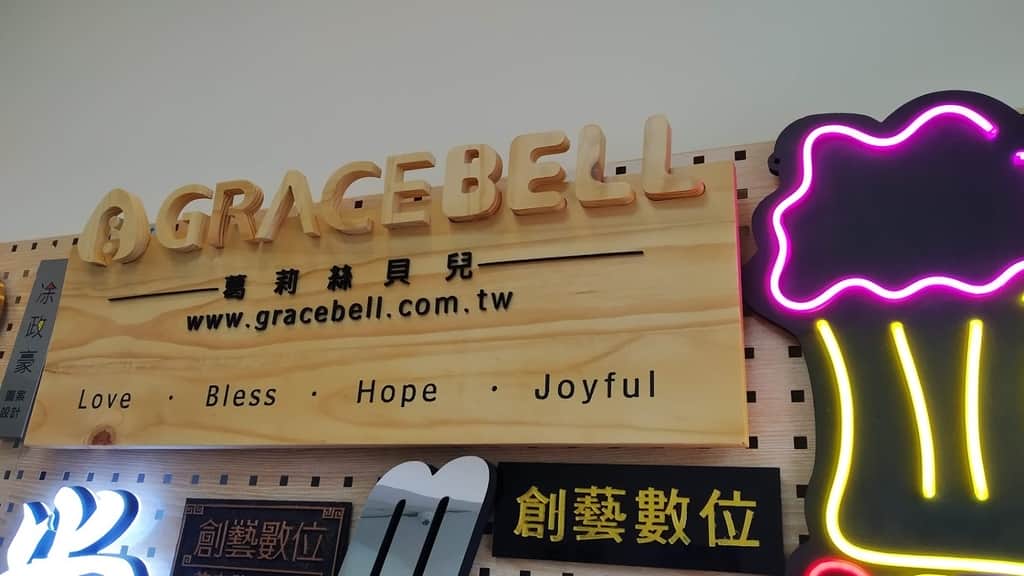 GRACEBELL
葛莉絲貝兒
www.gracebell.com.tw
Love · Bless · Hope · Joyful
涂政豪
圖案
設計
創藝數位
創藝數位